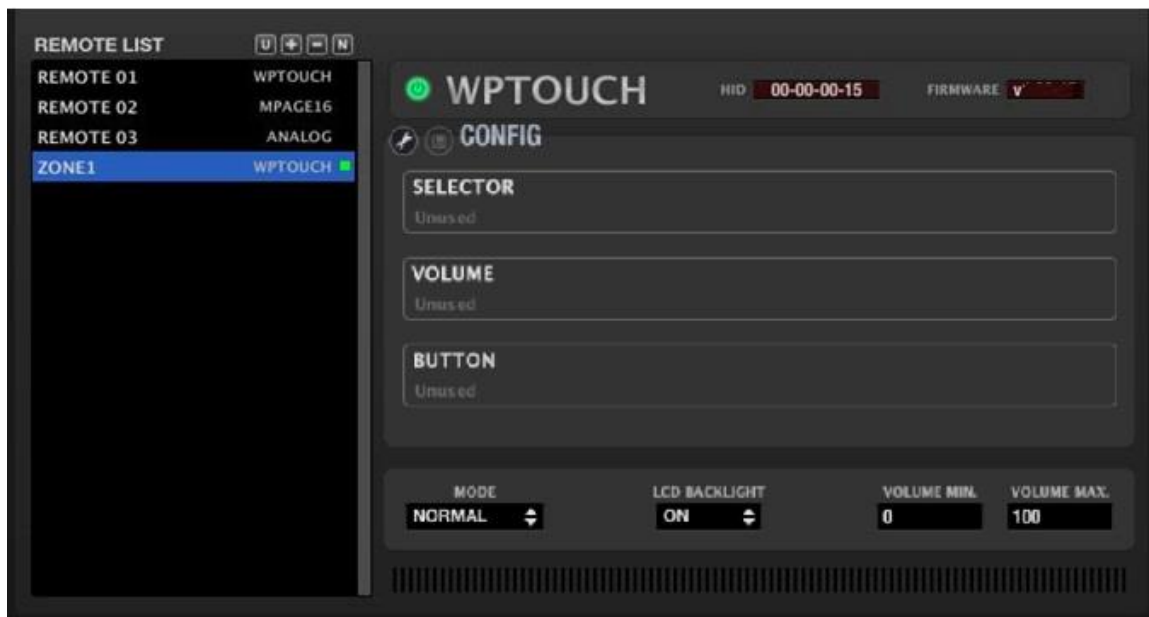 REMOTE LIST U + - N
REMOTE 01 WPTOUCH
REMOTE 02 MPAGE16
REMOTE 03 ANALOG
ZONE1 WPTOUCH
WPTOUCH HID 00-00-00-15 FIRMWARE
CONFIG
SELECTOR
Unused
VOLUME
Unused
BUTTON
Unused
MODE LCD BACKLIGHT VOLUME MIN. VOLUME MAX.
NORMAL ON 0 100